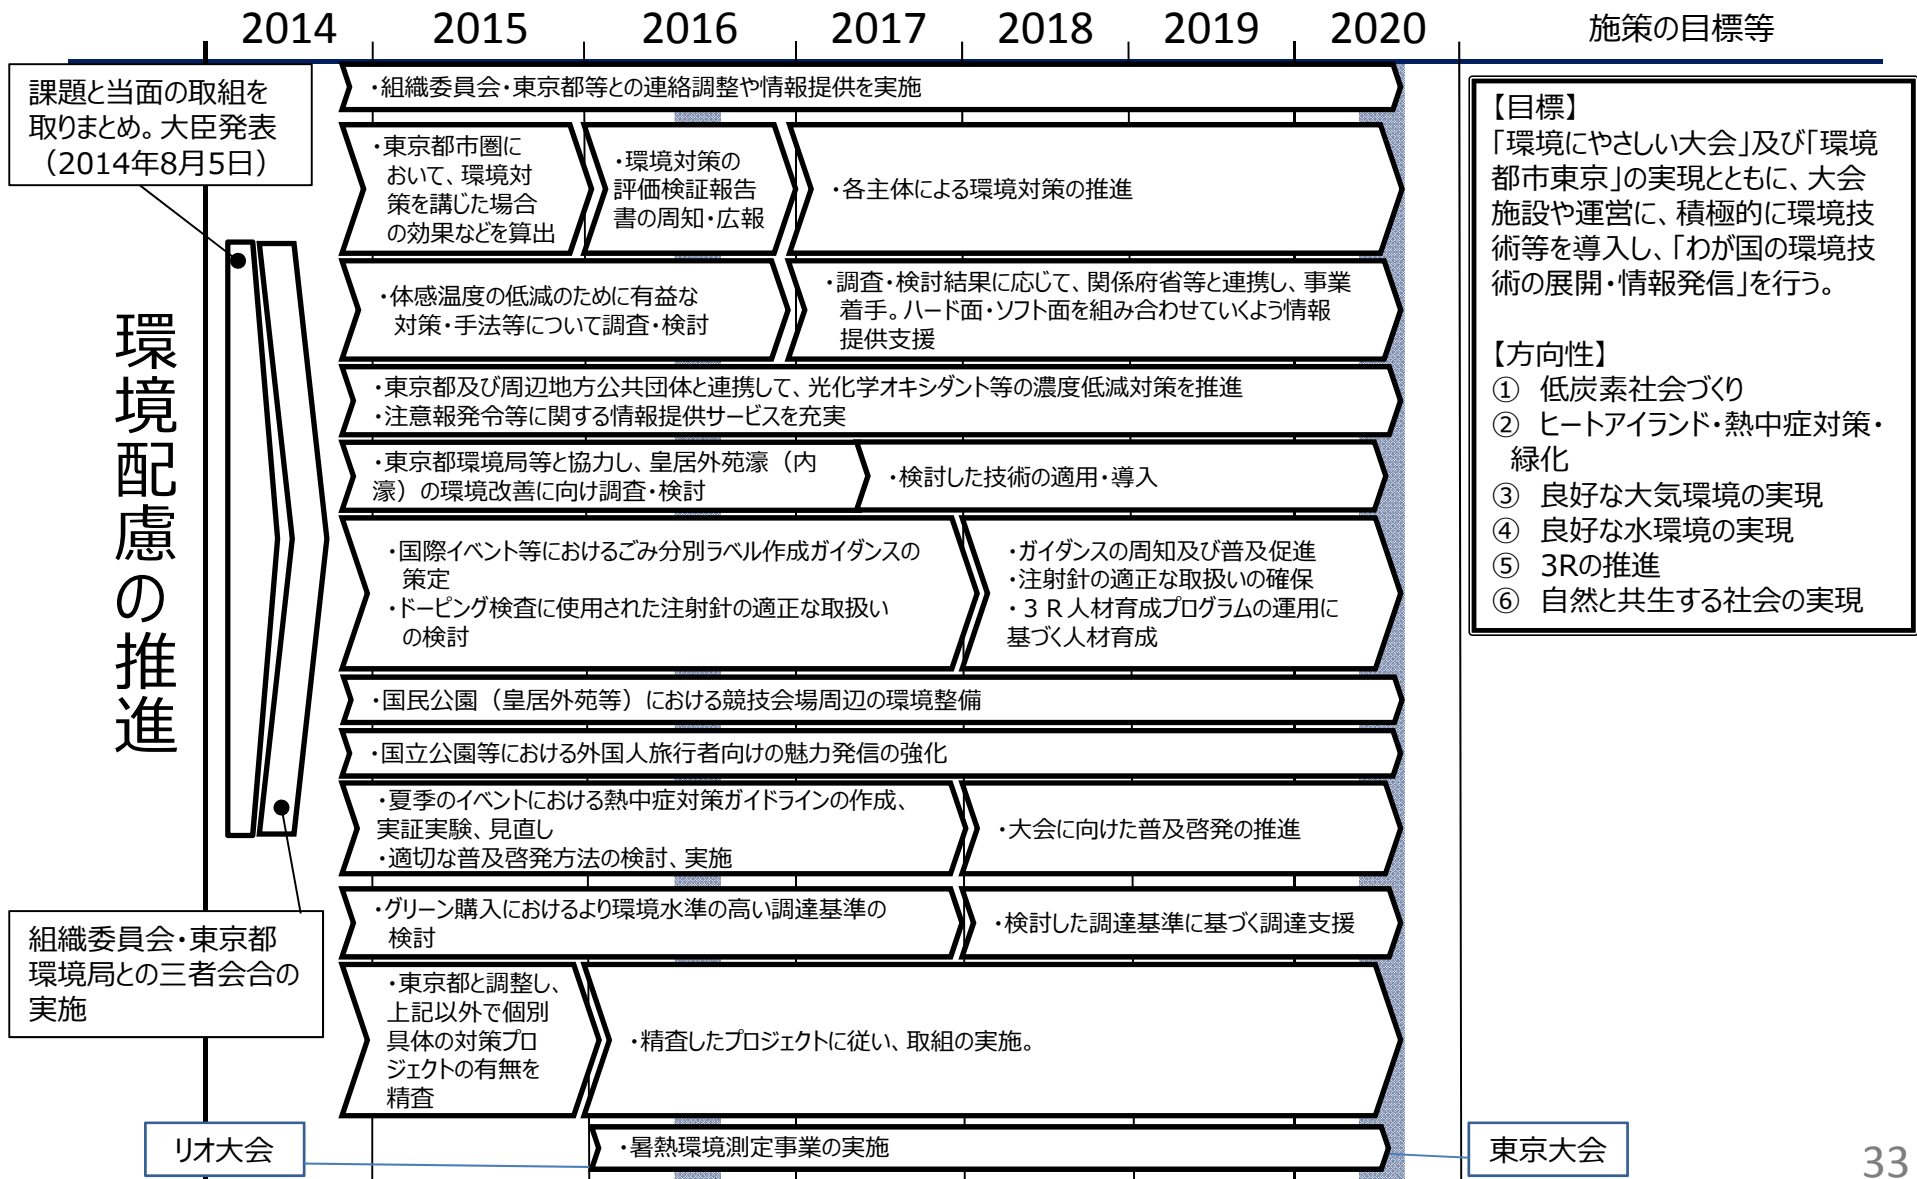 2014 2015 2016 2017 2018 2019 2020 施策の目標等
課題と当面の取組を
取りまとめ。大臣発表
（2014年8月5日）
環境配慮の推進
組織委員会・東京都
環境局との三者会合の
実施
・組織委員会・東京都等との連絡調整や情報提供を実施
・東京都市圏に
おいて、環境対
策を講じた場合
の効果などを算出
・環境対策の
評価検証報告
書の周知・広報
・各主体による環境対策の推進
・体感温度の低減のために有益な
対策・手法等について調査・検討
・調査・検討結果に応じて、関係府省等と連携し、事業
着手。ハード面・ソフト面を組み合わせていくよう情報
提供支援
・東京都及び周辺地方公共団体と連携して、光化学オキシダント等の濃度低減対策を推進
・注意報発令等に関する情報提供サービスを充実
・東京都環境局等と協力し、皇居外苑濠（内
濠）の環境改善に向け調査・検討
・検討した技術の適用・導入
・国際イベント等におけるごみ分別ラベル作成ガイダンスの
策定
・ドーピング検査に使用された注射針の適正な取扱い
の検討
・ガイダンスの周知及び普及促進
・注射針の適正な取扱いの確保
・３Ｒ人材育成プログラムの運用に
基づく人材育成
・国民公園（皇居外苑等）における競技会場周辺の環境整備
・国立公園等における外国人旅行者向けの魅力発信の強化
・夏季のイベントにおける熱中症対策ガイドラインの作成、
実証実験、見直し
・適切な普及啓発方法の検討、実施
・大会に向けた普及啓発の推進
・グリーン購入におけるより環境水準の高い調達基準の
検討
・検討した調達基準に基づく調達支援
・東京都と調整し、
上記以外で個別
具体の対策プロ
ジェクトの有無を
精査
・精査したプロジェクトに従い、取組の実施。
・暑熱環境測定事業の実施
リオ大会
東京大会
【目標】
「環境にやさしい大会」及び「環境
都市東京」の実現とともに、大会
施設や運営に、積極的に環境技
術等を導入し、「わが国の環境技
術の展開・情報発信」を行う。
【方向性】
① 低炭素社会づくり
② ヒートアイランド・熱中症対策・
緑化
③ 良好な大気環境の実現
④ 良好な水環境の実現
⑤ 3Rの推進
⑥ 自然と共生する社会の実現
33